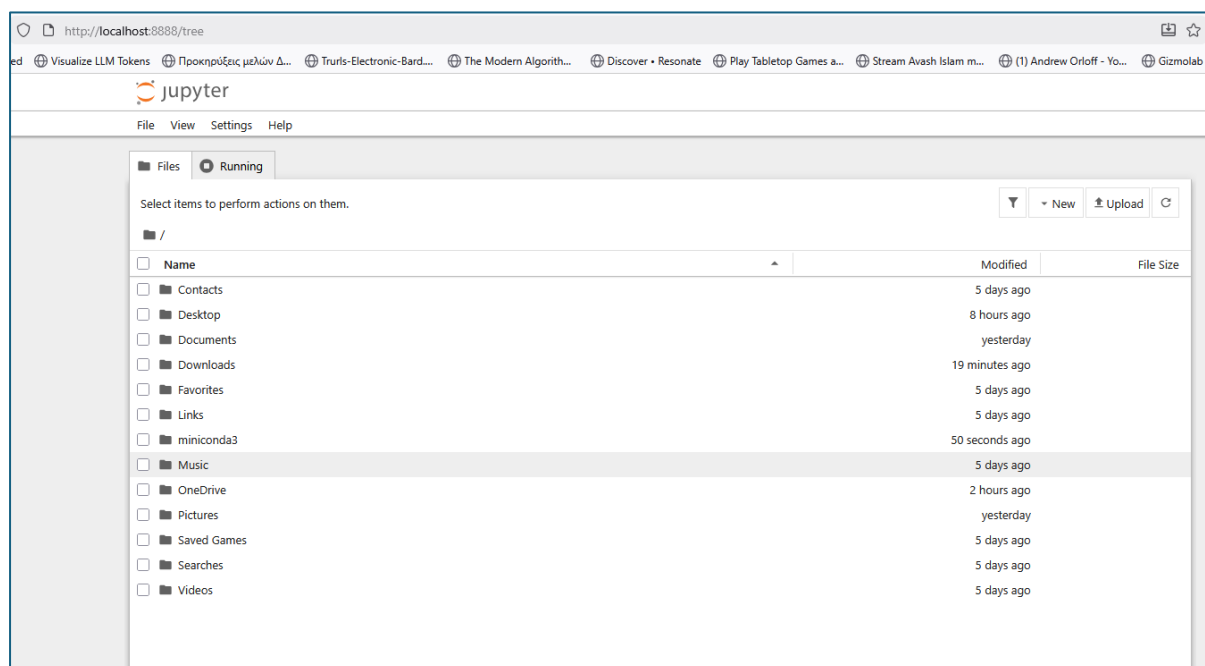 http://localhost:8888/tree
ed Visualize LLM Tokens Προκηρύξεις μελών Δ... Trurls-Electronic-Bard.... The Modern Algorith... Discover • Resonate Play Tabletop Games a... Stream Avash Islam m... (1) Andrew Orloff - Yo... Gizmolab
jupyter
File View Settings Help
Files Running
Select items to perform actions on them. New Upload
/
Name Modified File Size
Contacts 5 days ago
Desktop 8 hours ago
Documents yesterday
Downloads 19 minutes ago
Favorites 5 days ago
Links 5 days ago
miniconda3 50 seconds ago
Music 5 days ago
OneDrive 2 hours ago
Pictures yesterday
Saved Games 5 days ago
Searches 5 days ago
Videos 5 days ago